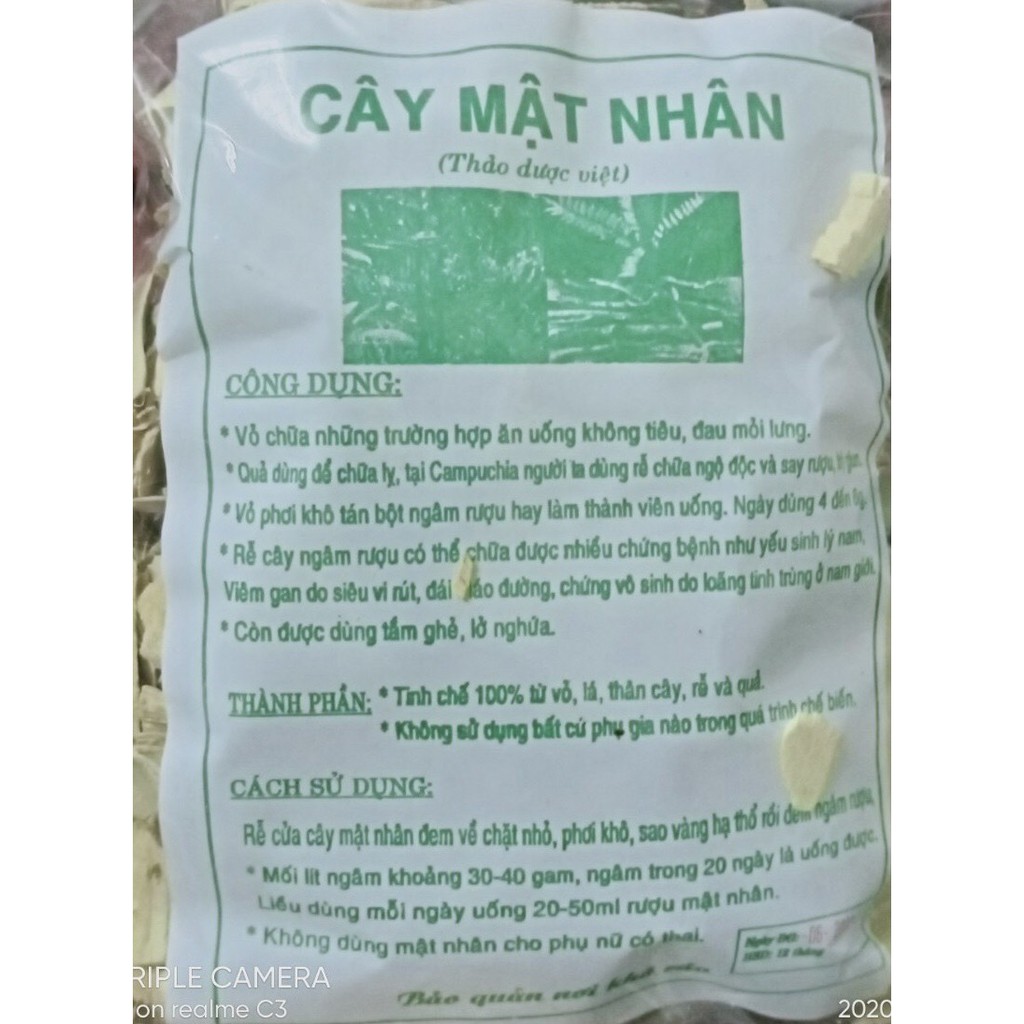 CÂY MẬT NHÂN
(Thảo dược việt)
CÔNG DỤNG:
* Vỏ chữa những trường hợp ăn uống không tiêu, đau mỏi lưng.
* Quả dùng để chữa lỵ, tại Campuchia người ta dùng rễ chữa ngộ độc và say rượu,
* Vỏ phơi khô tán bột ngâm rượu hay làm thành viên uống. Ngày dùng 4 đến
* Rễ cây ngâm rượu có thể chữa được nhiều chứng bệnh như yếu sinh lý nam,
Viêm gan do siêu vi rút, đái đường, chứng vô sinh do loãng tinh trùng ở nam giới,
* Còn được dùng tắm ghẻ, lở nghứa.
THÀNH PHẦN: * Tinh chế 100% từ vỏ, lá, thân cây, rễ và quả.
* Không sử dụng bất cứ phụ gia nào trong quá trình chế biến.
CÁCH SỬ DỤNG:
Rễ cửa cây mật nhân đem về chặt nhỏ, phơi khô, sao vàng hạ thổ rồi đem ngâm rượu,
* Mối lít ngâm khoảng 30-40 gam, ngâm trong 20 ngày là uống được.
Liều dùng mỗi ngày uống 20-50ml rượu mật nhân.
* Không dùng mật nhân cho phụ nữ có thai.
HSD: 12 tháng
Bảo quản nơi khô
RIPLE CAMERA
on realme C3
2020